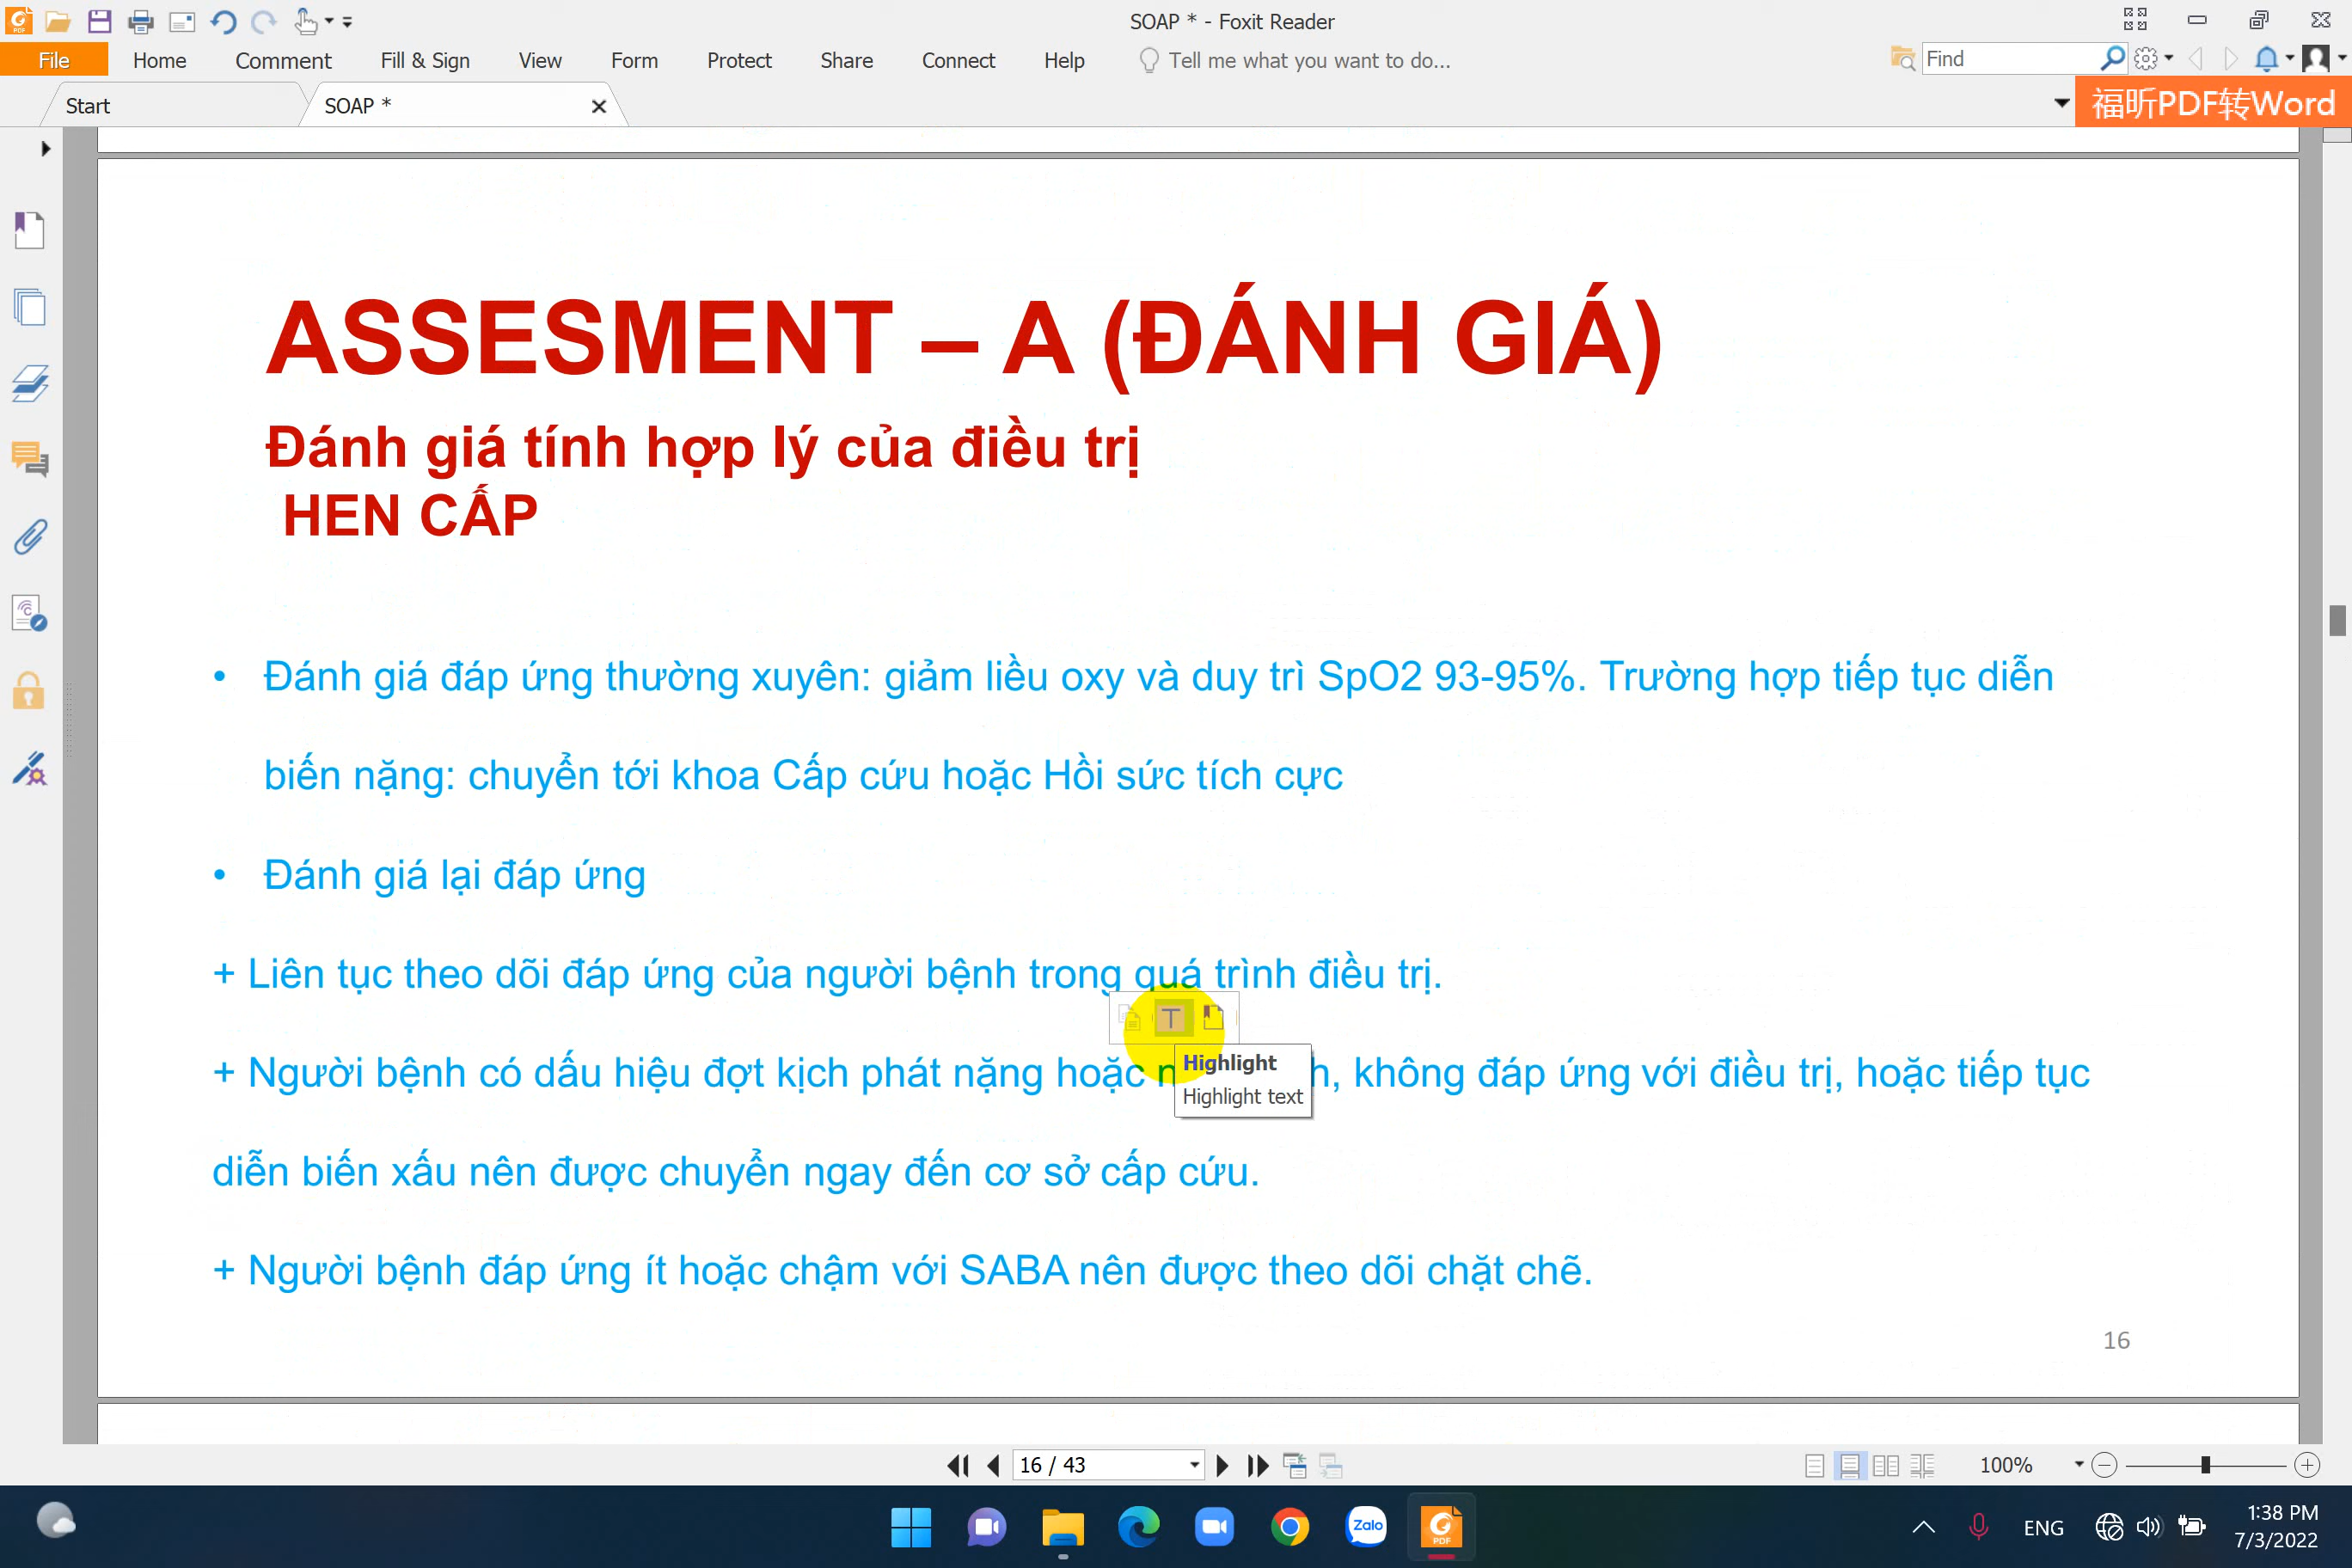 SOAP * - Foxit Reader
File Home Comment Fill & Sign View Form Protect Share Connect Help Tell me what you want to do... Find
Start SOAP * 福昕PDF转Word
ASSESMENT – A (ĐÁNH GIÁ)
Đánh giá tính hợp lý của điều trị
HEN CẤP
• Đánh giá đáp ứng thường xuyên: giảm liều oxy và duy trì SpO2 93-95%. Trường hợp tiếp tục diễn
biến nặng: chuyển tới khoa Cấp cứu hoặc Hồi sức tích cực
• Đánh giá lại đáp ứng
+ Liên tục theo dõi đáp ứng của người bệnh trong quá trình điều trị.
+ Người bệnh có dấu hiệu đợt kịch phát nặng hoặc h, không đáp ứng với điều trị, hoặc tiếp tục
Highlight
Highlight text
diễn biến xấu nên được chuyển ngay đến cơ sở cấp cứu.
+ Người bệnh đáp ứng ít hoặc chậm với SABA nên được theo dõi chặt chẽ.
16
16 / 43 100%
Zalo
PDF
ENG
1:38 PM
7/3/2022